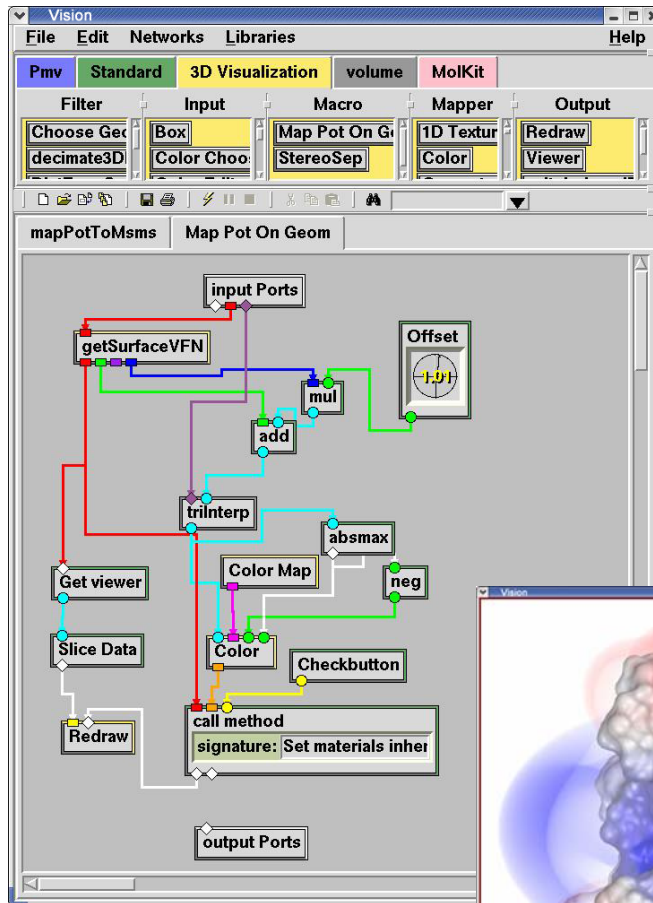 Vision
File Edit Networks Libraries Help
Pmv Standard 3D Visualization volume MolKit
Filter Input Macro Mapper Output
Choose Geo Box Map Pot On Ge 1D Textur Redraw
decimate3D Color Choo StereoSep Color Viewer
mapPotToMsms Map Pot On Geom
input Ports
getSurfaceVFN
Offset
1.01
mul
add
triInterp
absmax
Get viewer
Color Map
neg
Slice Data
Color
Checkbutton
Redraw
call method
signature: Set materials inher
output Ports
Vision